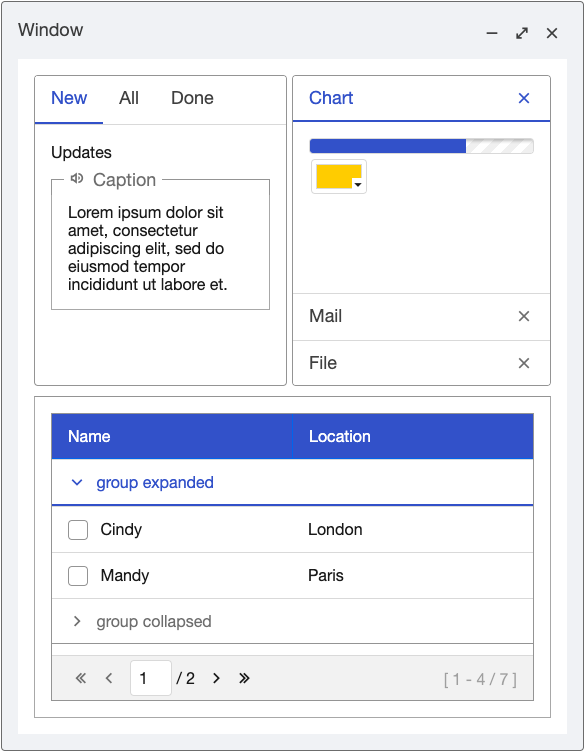 Window
New All Done
Updates
Caption
Lorem ipsum dolor sit
amet, consectetur
adipiscing elit, sed do
eiusmod tempor
incididunt ut labore et.
Chart
Mail
File
Name Location
group expanded
Cindy London
Mandy Paris
group collapsed
1 / 2 [ 1 - 4 / 7 ]